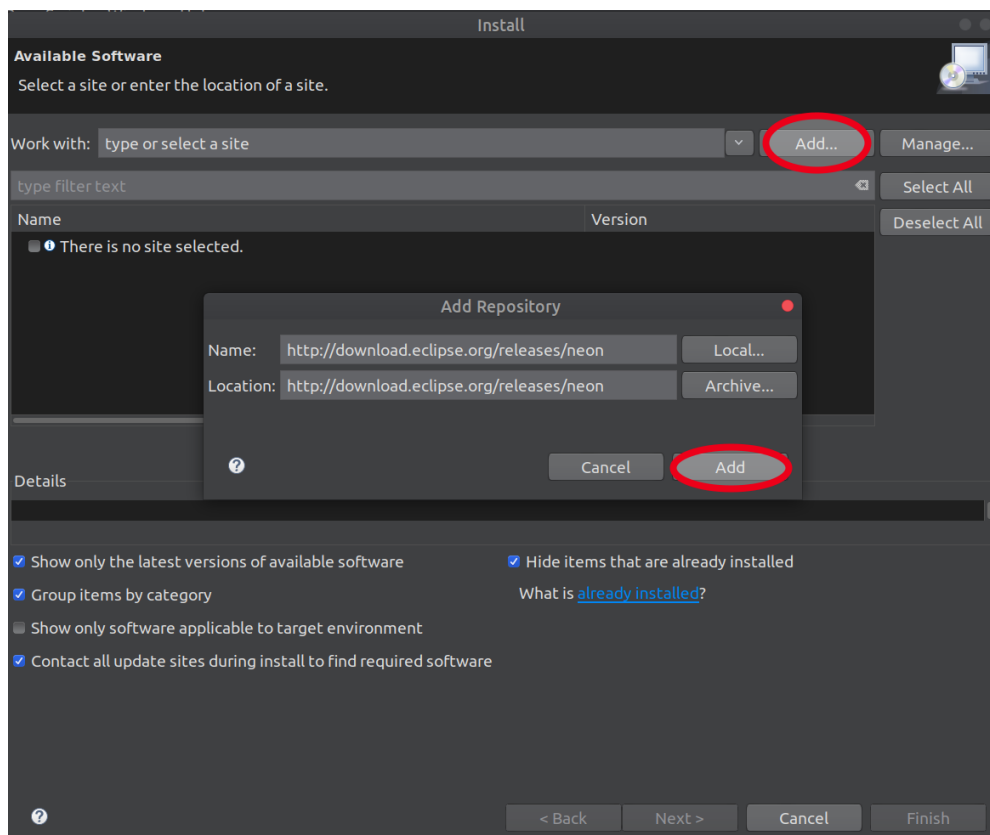 Install
Available Software
Select a site or enter the location of a site.
Work with: type or select a site Add... Manage...
type filter text Select All
Name Version Deselect All
There is no site selected.
Add Repository
Name: http://download.eclipse.org/releases/neon Local...
Location: http://download.eclipse.org/releases/neon Archive...
Cancel Add
Details
Show only the latest versions of available software Hide items that are already installed
Group items by category What is already installed?
Show only software applicable to target environment
Contact all update sites during install to find required software
< Back Next > Cancel Finish